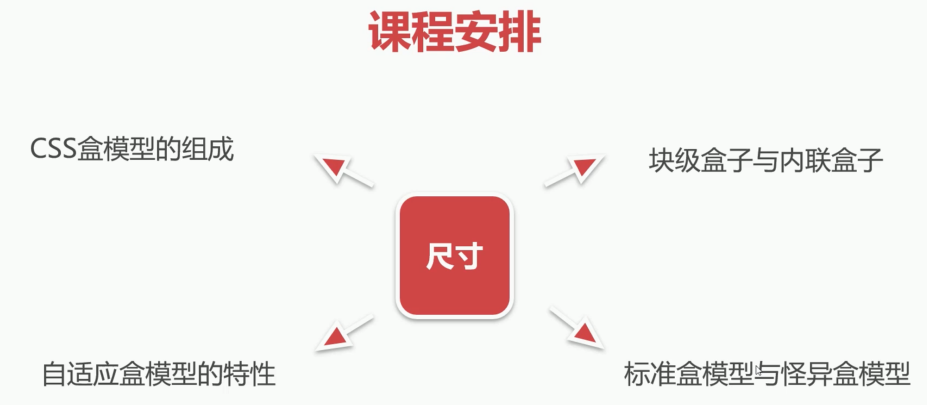 课程安排
CSS盒模型的组成
块级盒子与内联盒子
尺寸
自适应盒模型的特性
标准盒模型与怪异盒模型